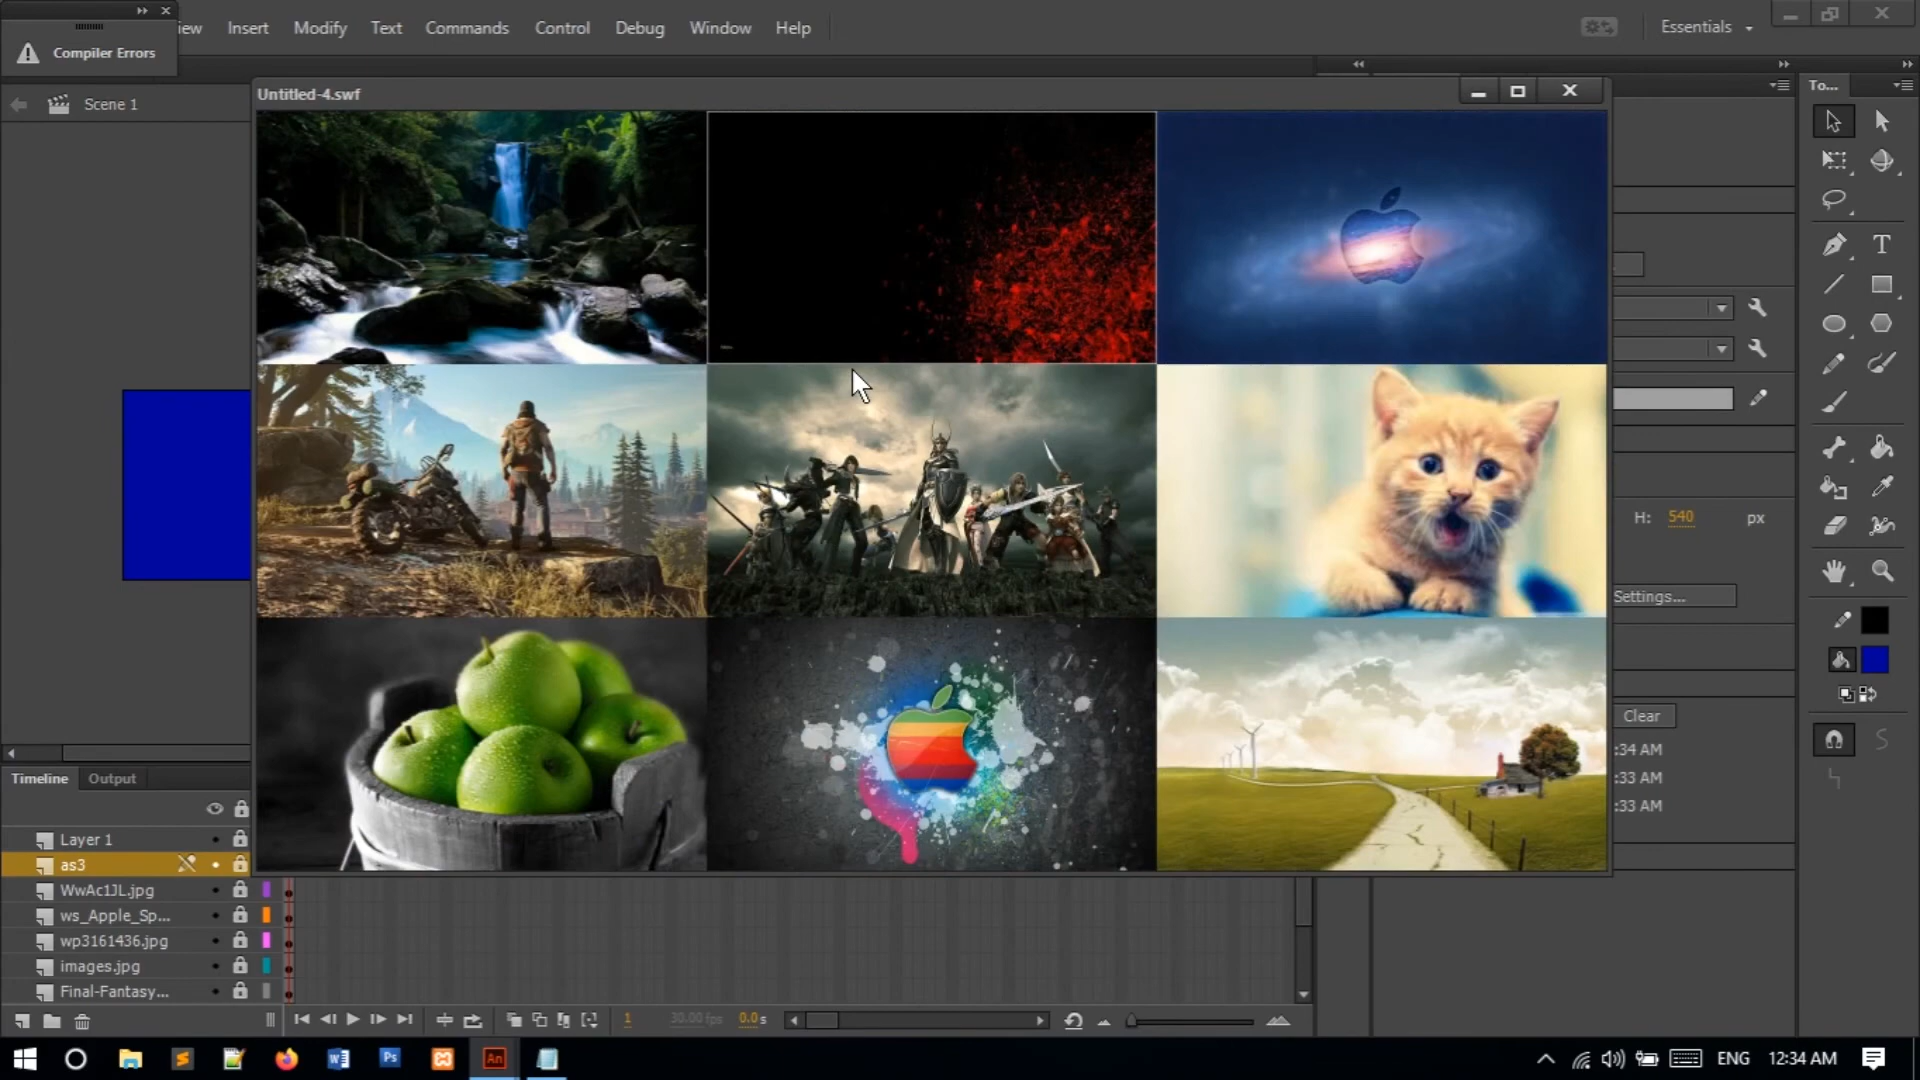 iew Insert Modify Text Commands Control Debug Window Help
Essentials
Compiler Errors
To...
Untitled-4.swf
Scene 1
T
H: 540 px
Settings...
Clear
:34 AM
:33 AM
:33 AM
Timeline Output
Layer 1
as3
WwAc1JL.jpg
ws_Apple_Sp...
wp3161436.jpg
images.jpg
Final-Fantasy...
1 30.00 fps 0.0 s
Ps
An
ENG 12:34 AM